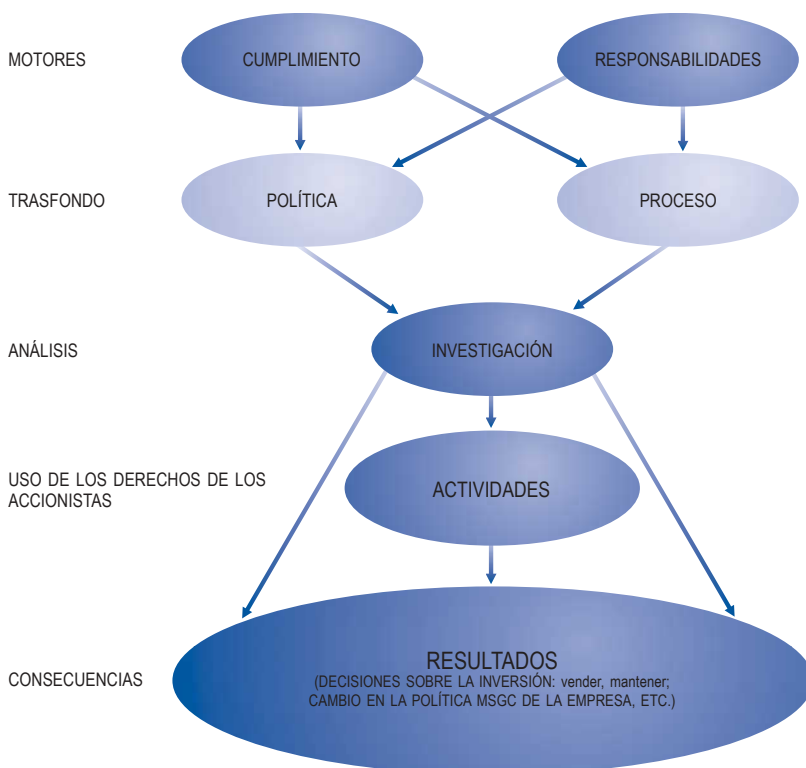 MOTORES
CUMPLIMIENTO
RESPONSABILIDADES
TRASFONDO
POLÍTICA
PROCESO
ANÁLISIS
INVESTIGACIÓN
USO DE LOS DERECHOS DE LOS
ACCIONISTAS
ACTIVIDADES
CONSECUENCIAS
RESULTADOS
(DECISIONES SOBRE LA INVERSIÓN: vender, mantener;
CAMBIO EN LA POLÍTICA MSGC DE LA EMPRESA, ETC.)